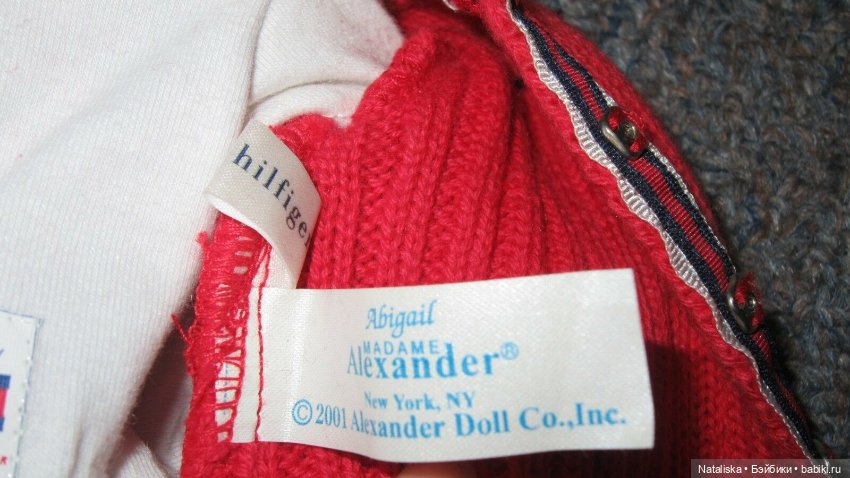 hilfiger
Abigail
MADAME
Alexander®
New York, NY
©2001 Alexander Doll Co.,Inc.
Nataliska • Бэйбики • babiki.ru